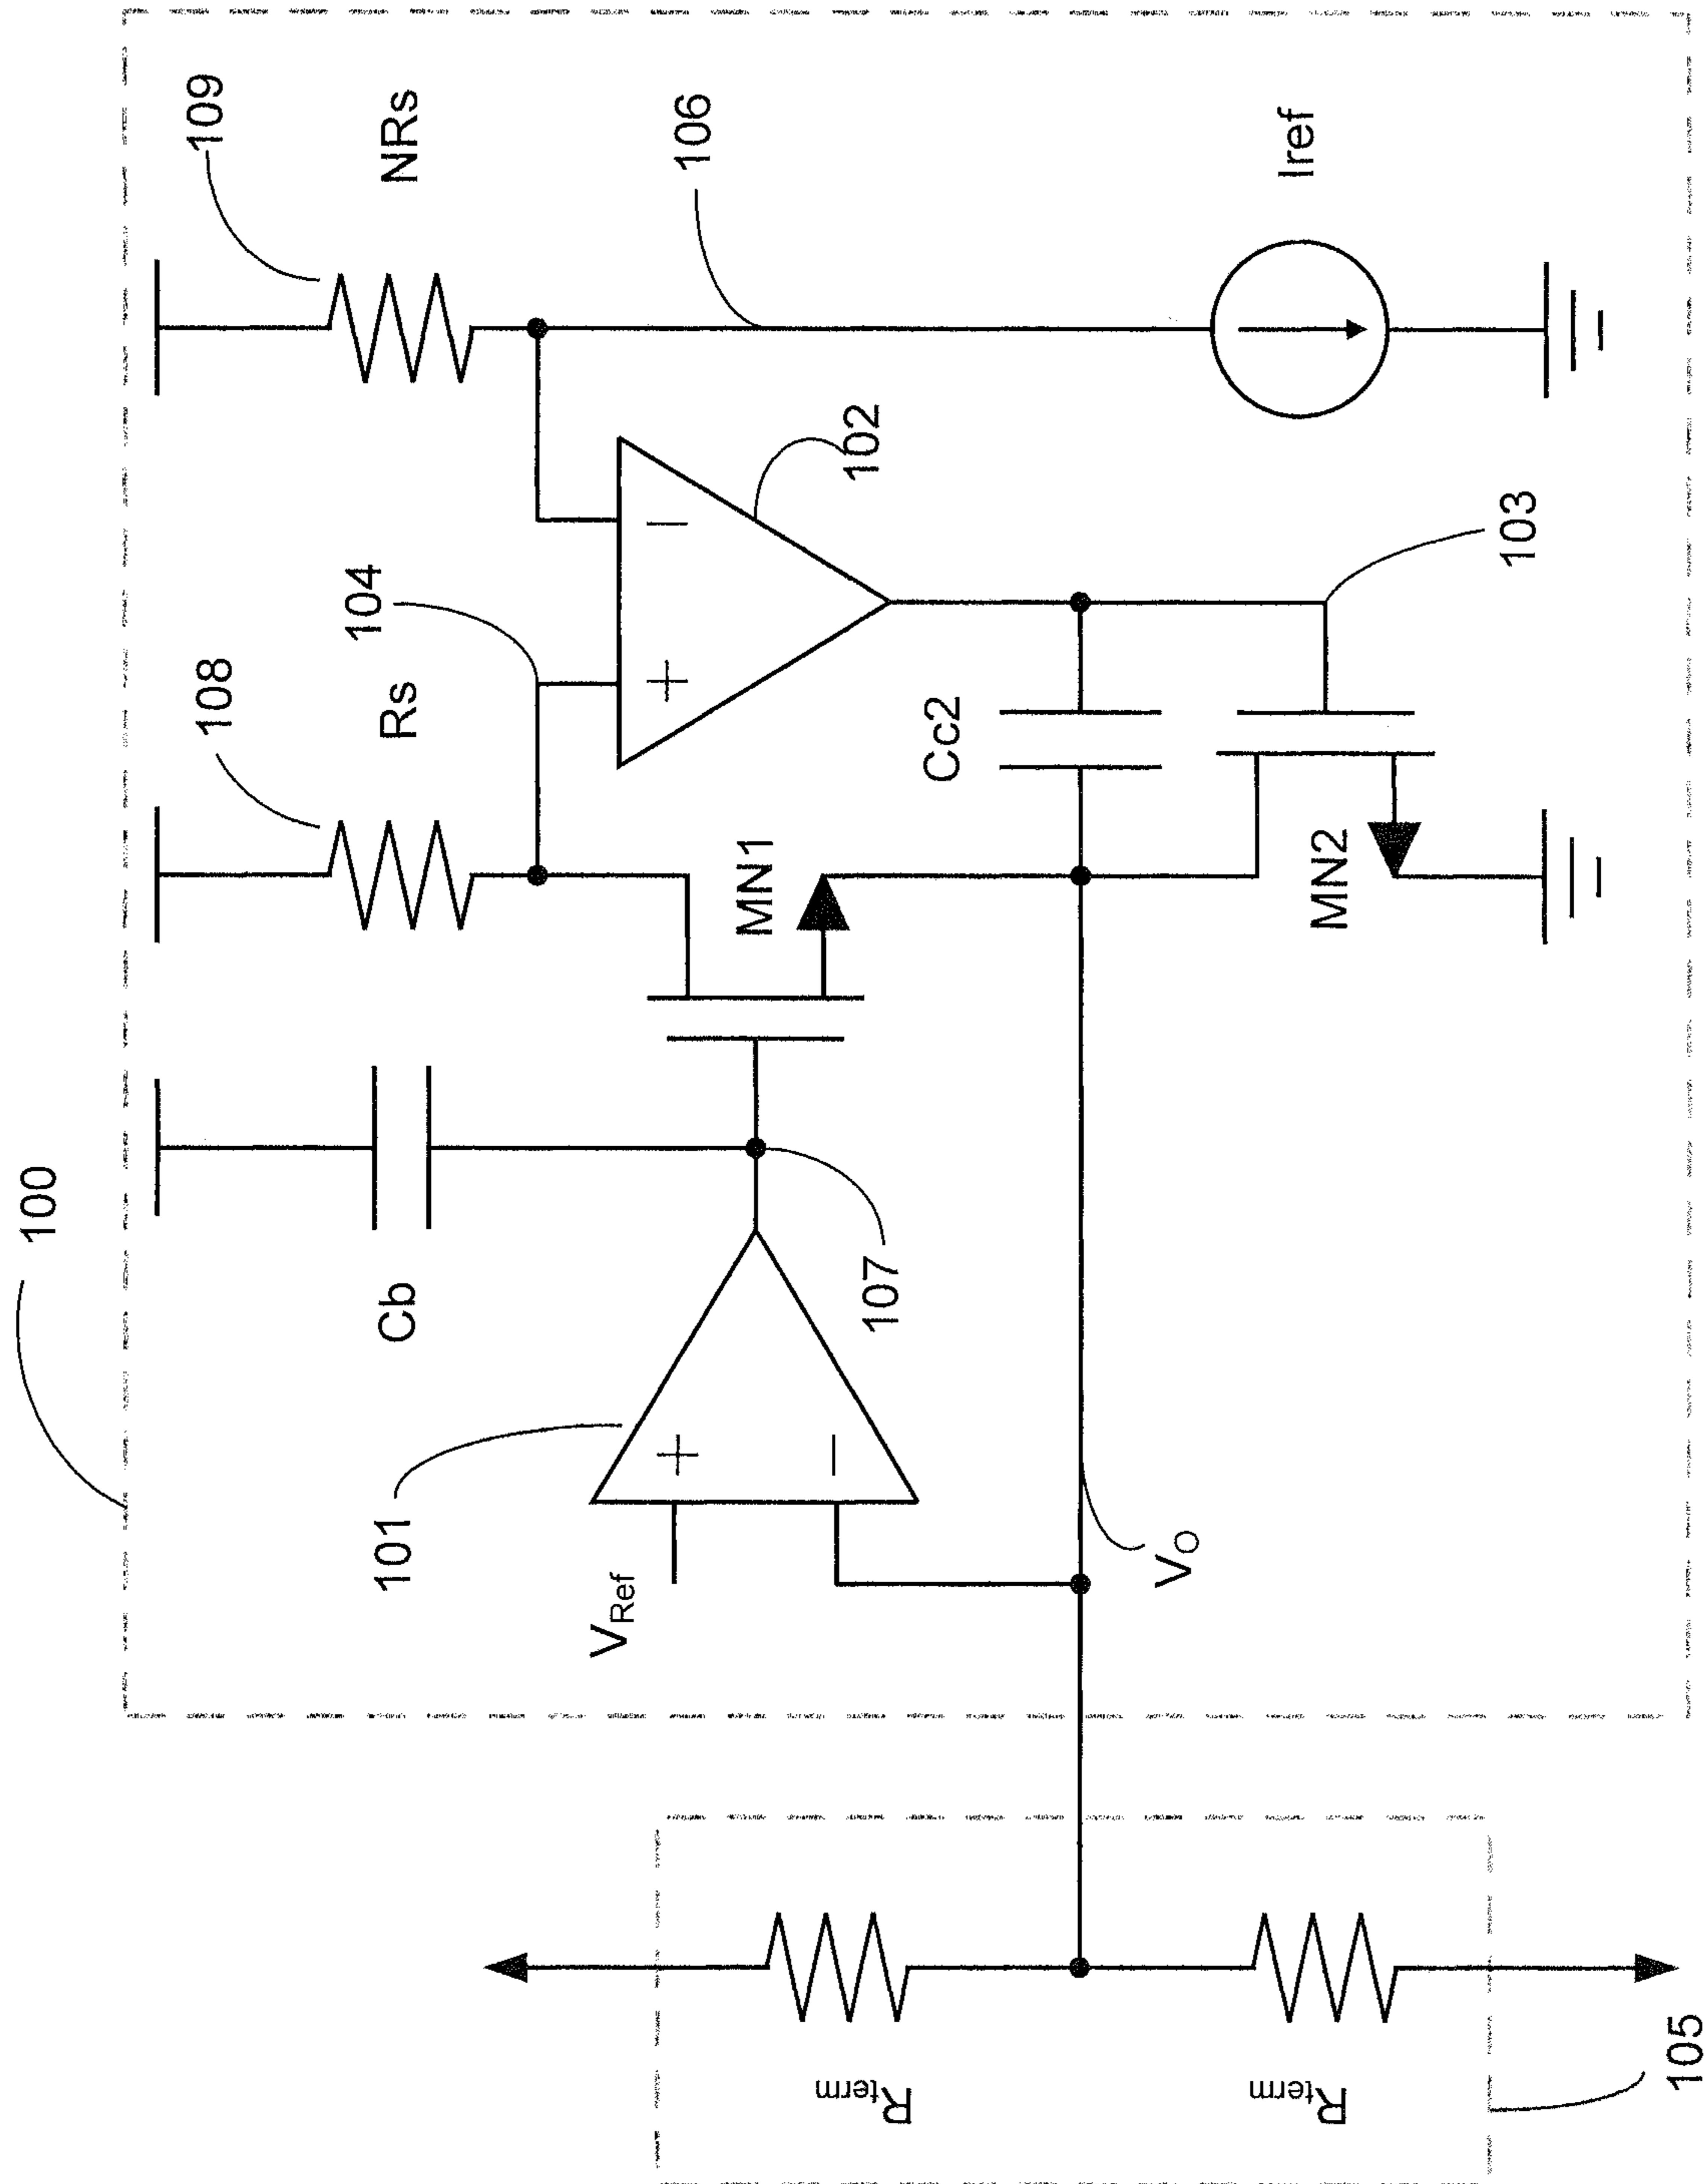 100
109
NRs
108
Rs
104
106
Cb
101
+
−
VRef
107
MN1
+
−
102
Iref
Cc2
103
MN2
VO
Rterm
Rterm
105